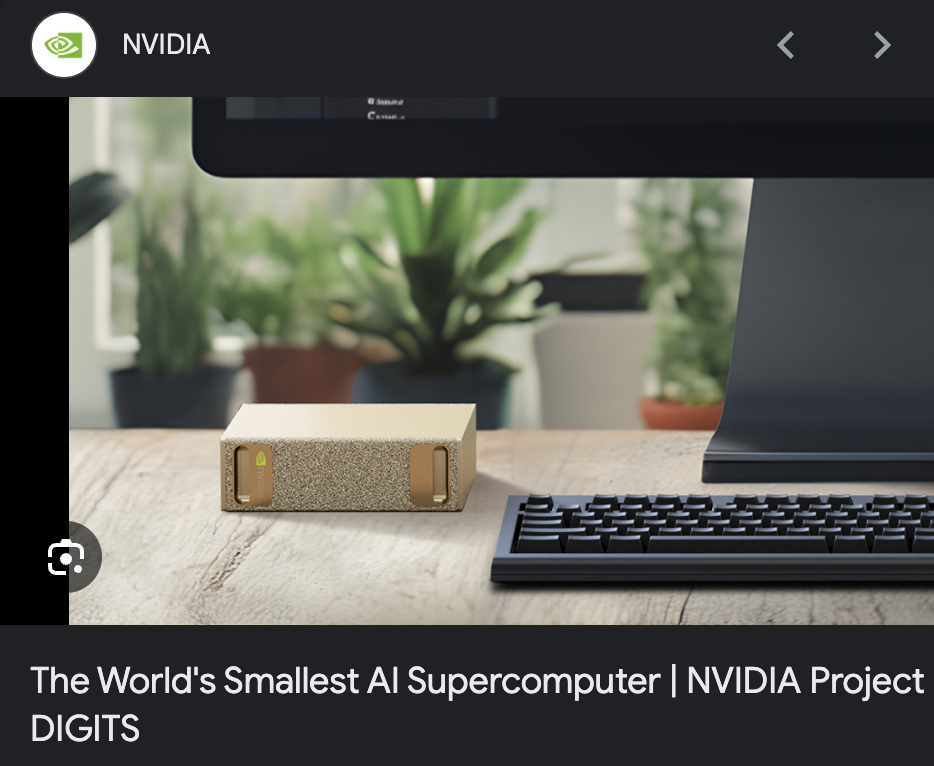 NVIDIA
The World's Smallest AI Supercomputer | NVIDIA Project
DIGITS